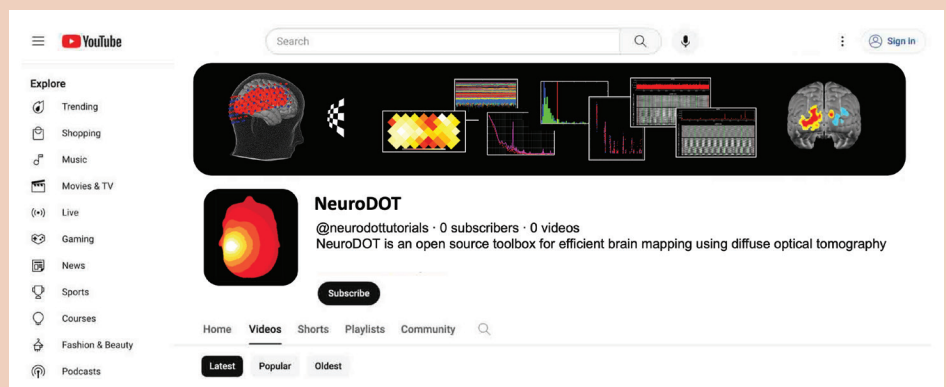 YouTube
Search
Sign in
Explore
Trending
Shopping
Music
Movies & TV
Live
Gaming
News
Sports
Courses
Fashion & Beauty
Podcasts
NeuroDOT
@neurodottutorials · 0 subscribers · 0 videos
NeuroDOT is an open source toolbox for efficient brain mapping using diffuse optical tomography
Subscribe
Home Videos Shorts Playlists Community
Latest Popular Oldest